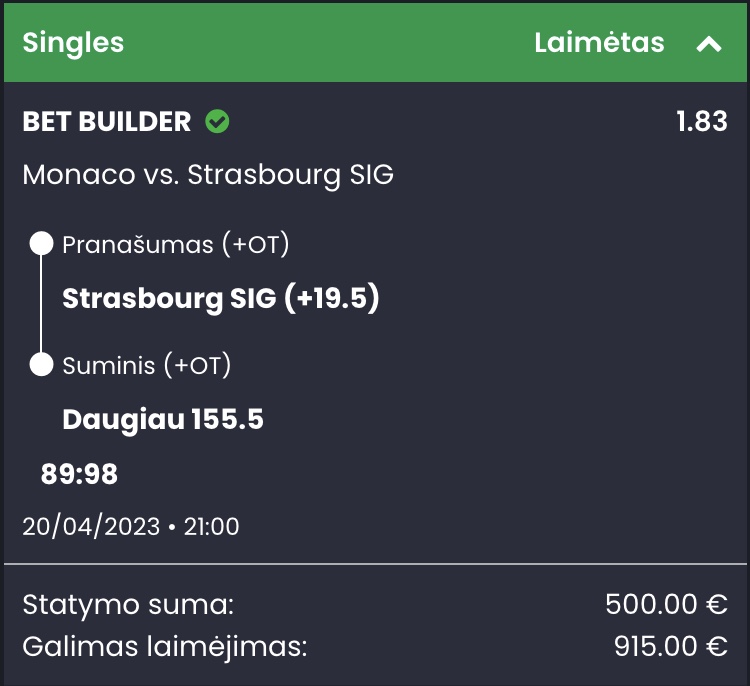 Singles Laimėtas
BET BUILDER 1.83
Monaco vs. Strasbourg SIG
Pranašumas (+OT)
Strasbourg SIG (+19.5)
Suminis (+OT)
Daugiau 155.5
89:98
20/04/2023 • 21:00
Statymo suma: 500.00 €
Galimas laimėjimas: 915.00 €